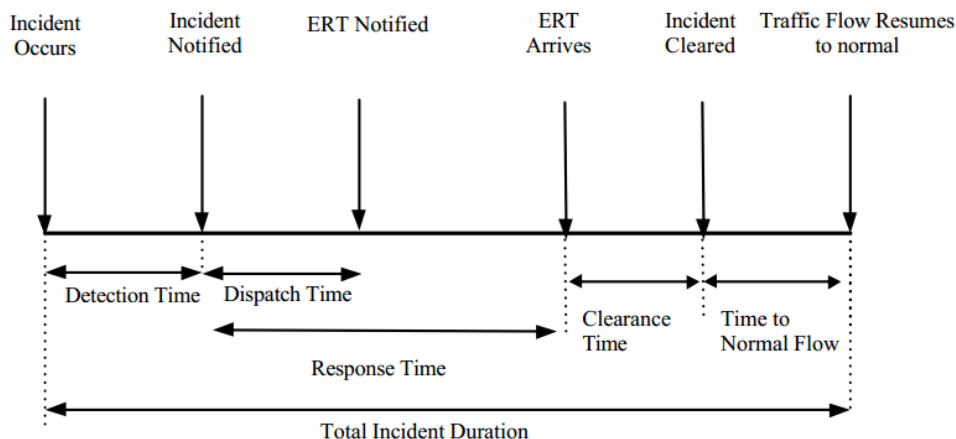 Incident
Occurs
Incident
Notified
ERT Notified
ERT
Arrives
Incident
Cleared
Traffic Flow Resumes
to normal
Detection Time
Dispatch Time
Response Time
Clearance
Time
Time to
Normal Flow
Total Incident Duration